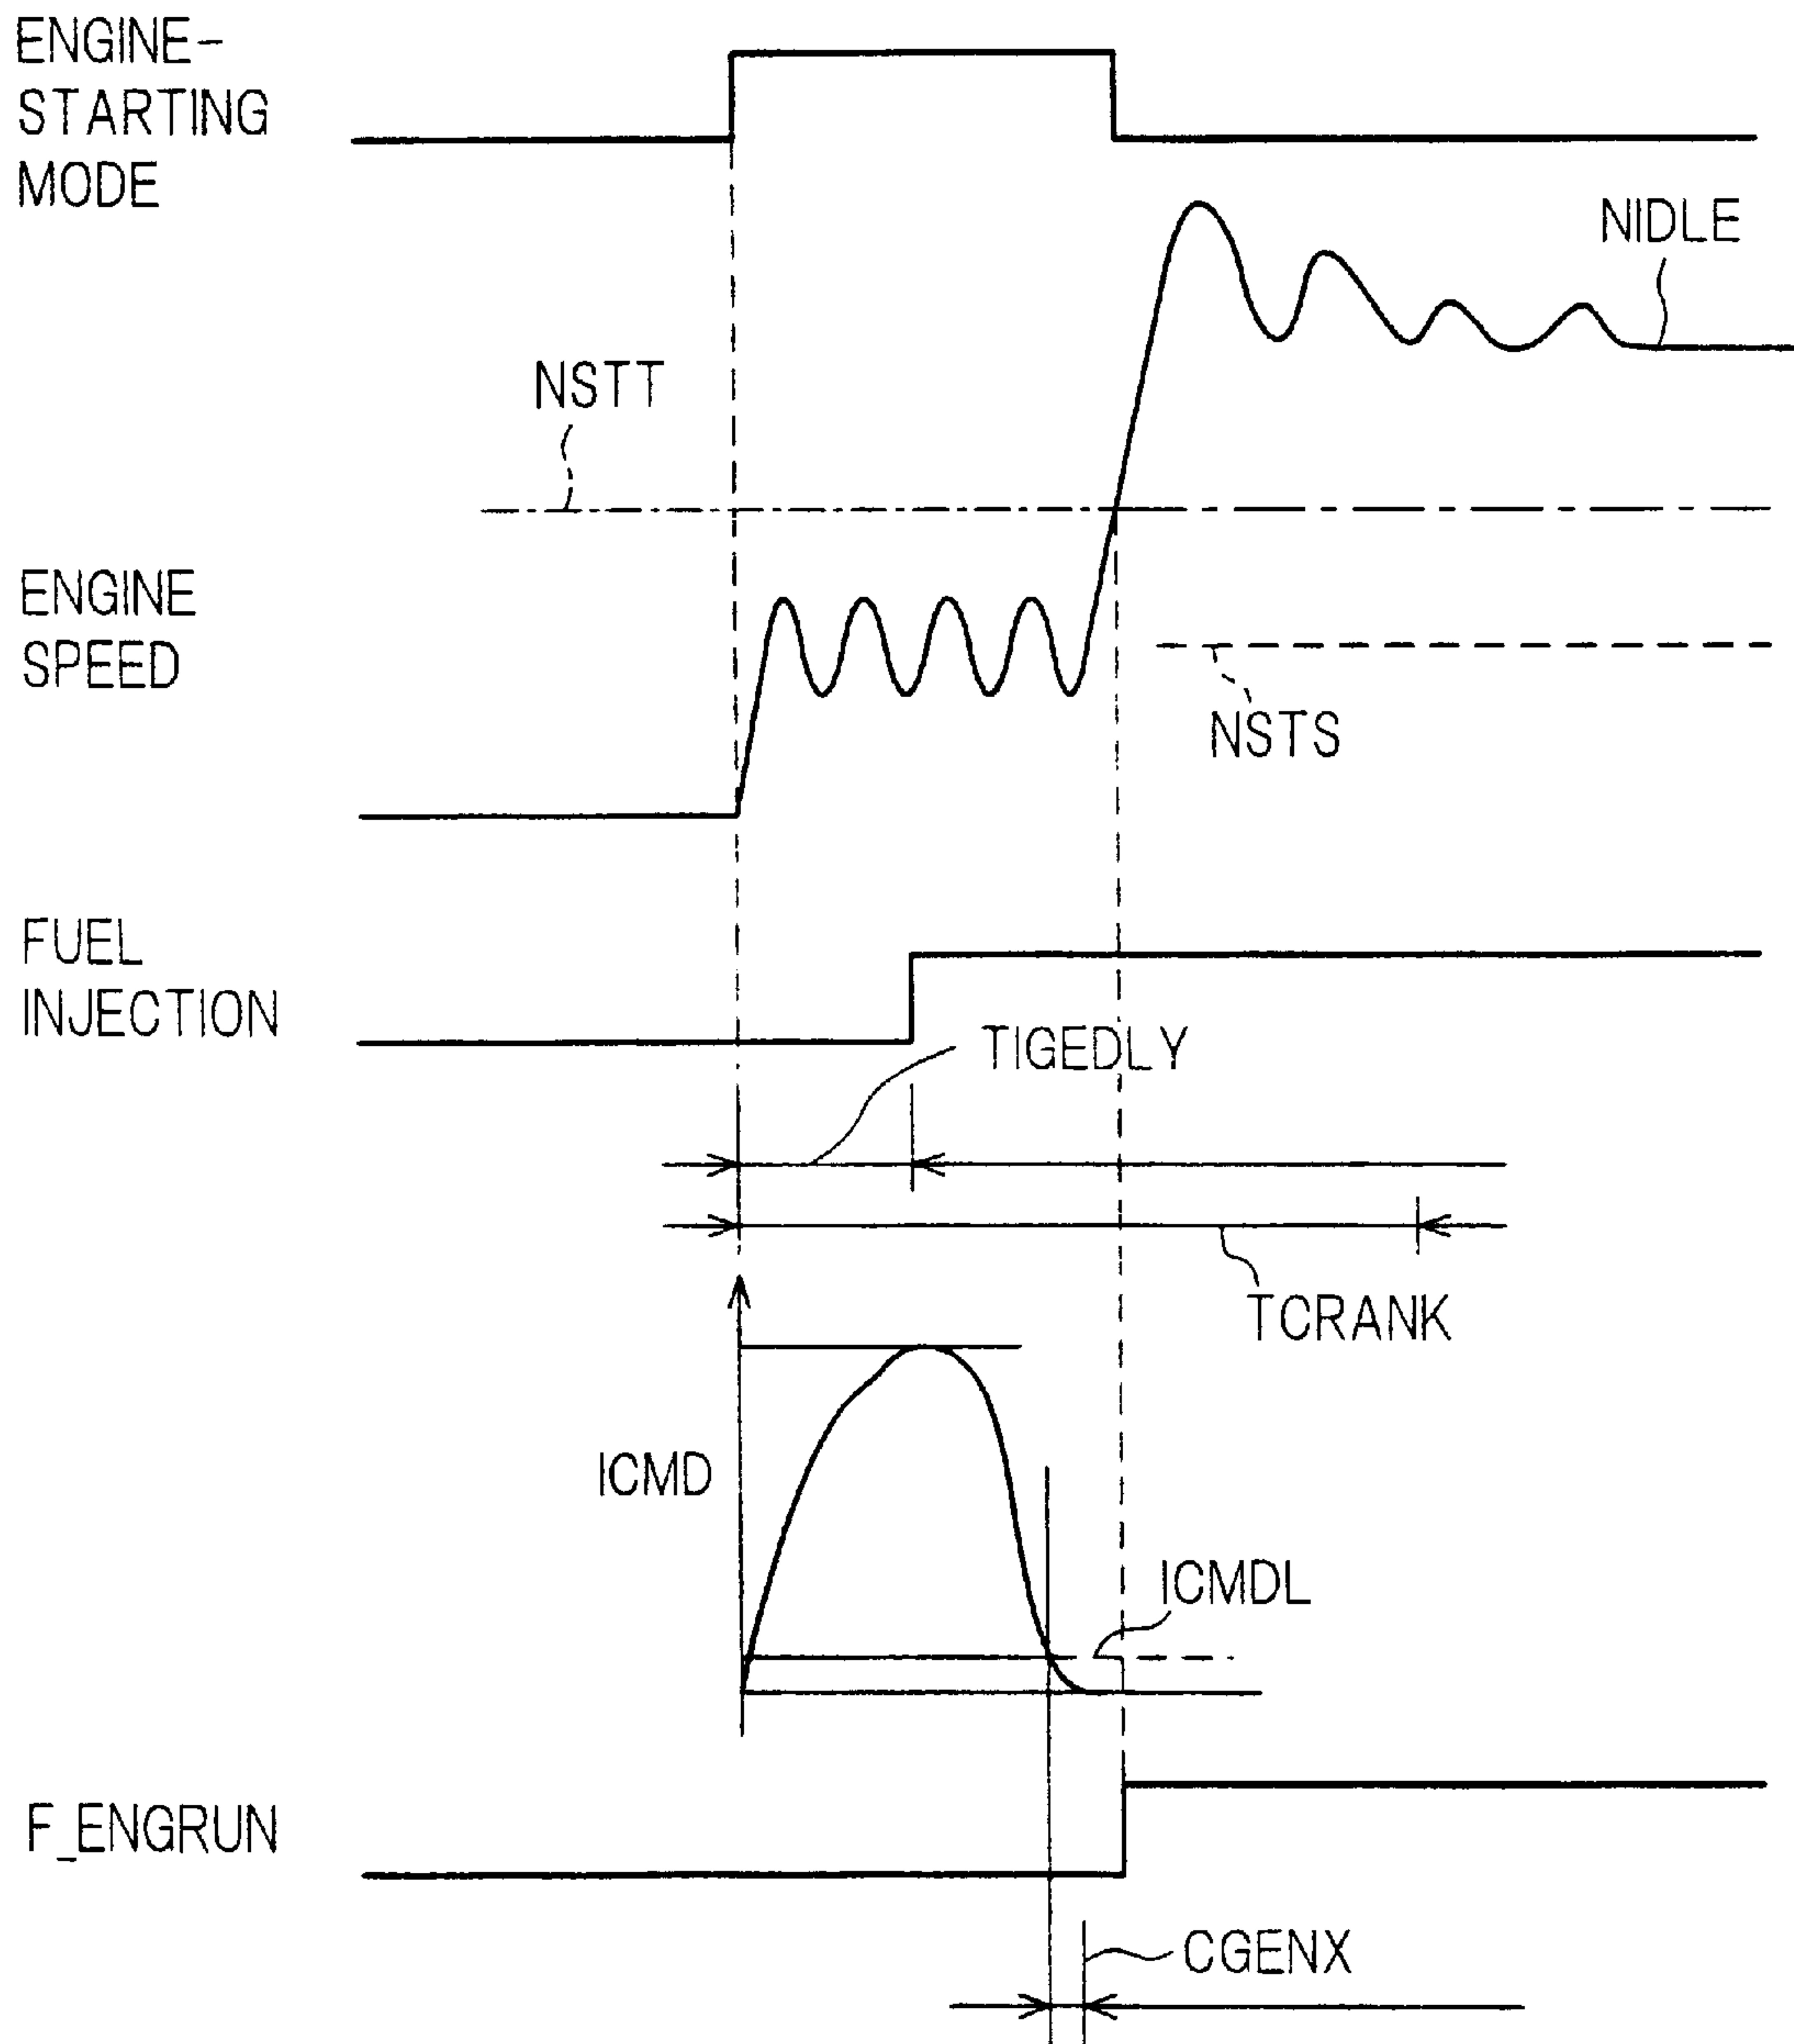 ENGINE-
STARTING
MODE
NIDLE
NSTT
ENGINE
SPEED
NSTS
FUEL
INJECTION
TIGEDLY
TCRANK
ICMD
ICMDL
F_ENGRUN
CGENX